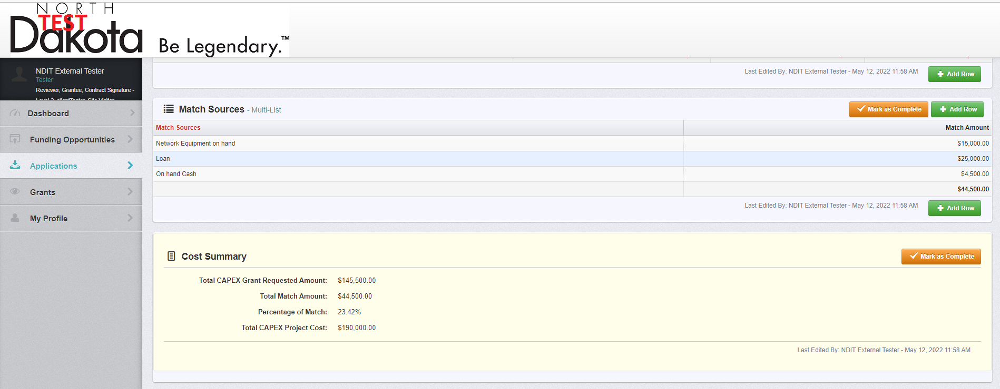 NORTH
TEST
Dakota Be Legendary.™
NDIT External Tester
Tester
Reviewer, Grantee, Contract Signature -
Last Edited By: NDIT External Tester - May 12, 2022 11:58 AM Add Row
Dashboard
Funding Opportunities
Applications
Grants
My Profile
Match Sources - Multi-List Mark as Complete Add Row
Match Sources Match Amount
Network Equipment on hand $15,000.00
Loan $25,000.00
On hand Cash $4,500.00
$44,500.00
Last Edited By: NDIT External Tester - May 12, 2022 11:58 AM Add Row
Cost Summary Mark as Complete
Total CAPEX Grant Requested Amount: $145,500.00
Total Match Amount: $44,500.00
Percentage of Match: 23.42%
Total CAPEX Project Cost: $190,000.00
Last Edited By: NDIT External Tester - May 12, 2022 11:58 AM